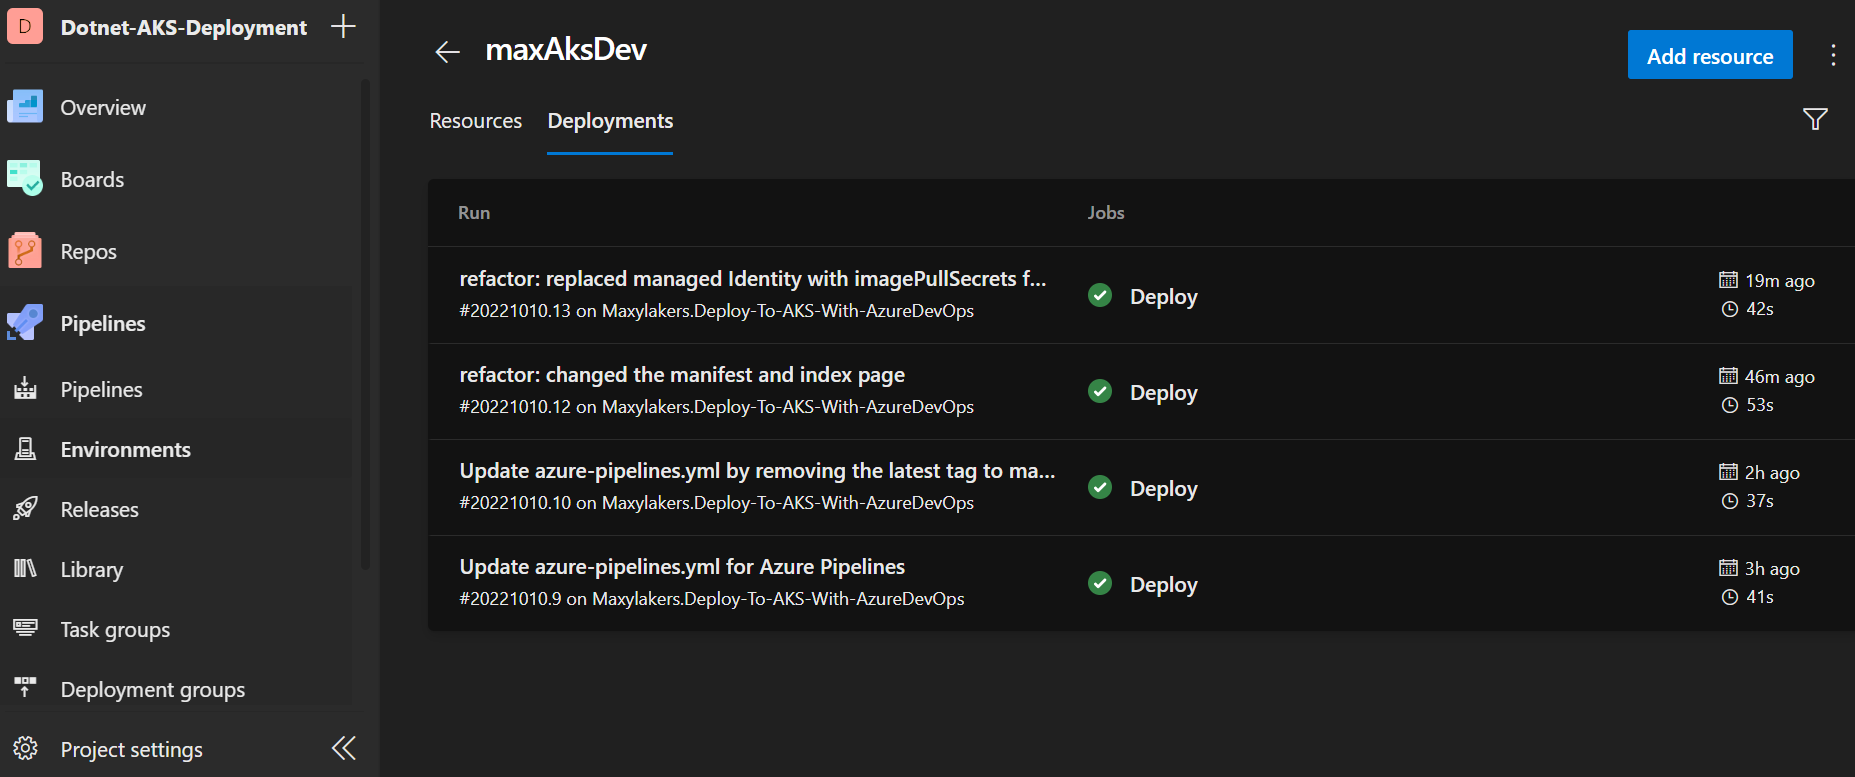 D
Dotnet-AKS-Deployment
Overview
Boards
Repos
Pipelines
Pipelines
Environments
Releases
Library
Task groups
Deployment groups
Project settings
maxAksDev
Add resource
Resources
Deployments
Run
Jobs
refactor: replaced managed Identity with imagePullSecrets f...
#20221010.13 on Maxylakers.Deploy-To-AKS-With-AzureDevOps
Deploy
19m ago
42s
refactor: changed the manifest and index page
#20221010.12 on Maxylakers.Deploy-To-AKS-With-AzureDevOps
Deploy
46m ago
53s
Update azure-pipelines.yml by removing the latest tag to ma...
#20221010.10 on Maxylakers.Deploy-To-AKS-With-AzureDevOps
Deploy
2h ago
37s
Update azure-pipelines.yml for Azure Pipelines
#20221010.9 on Maxylakers.Deploy-To-AKS-With-AzureDevOps
Deploy
3h ago
41s